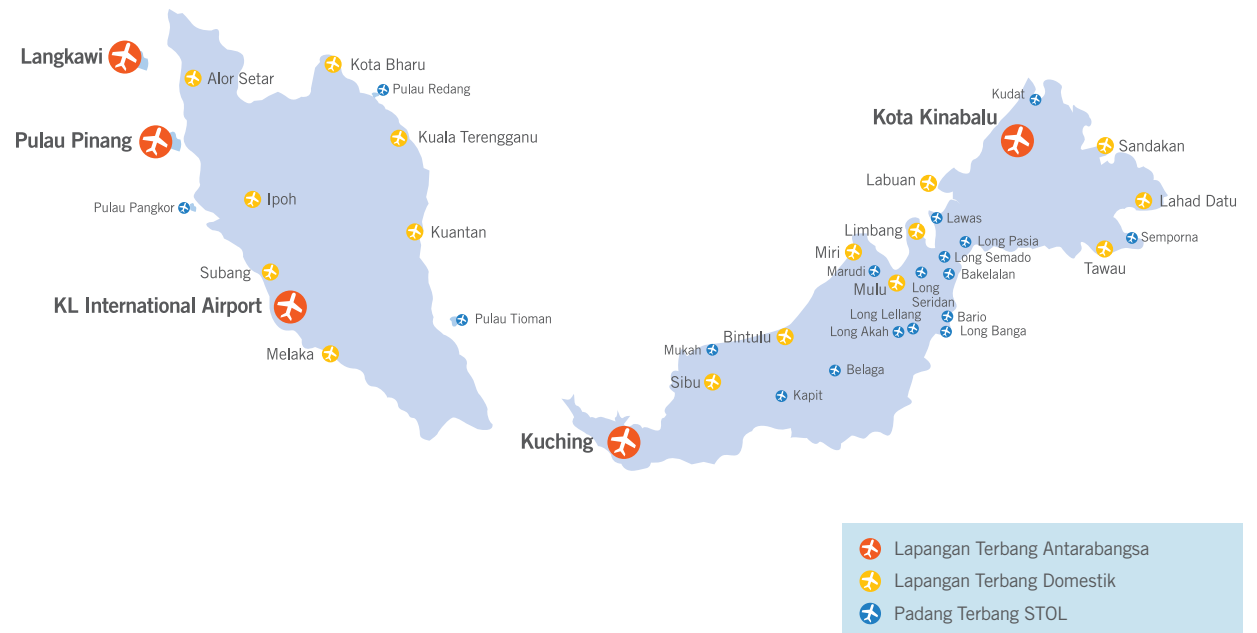 Langkawi
Alor Setar
Kota Bharu
Pulau Redang
Pulau Pinang
Kuala Terengganu
Pulau Pangkor
Ipoh
Kuantan
Subang
KL International Airport
Pulau Tioman
Melaka
Kudat
Kota Kinabalu
Sandakan
Labuan
Lahad Datu
Lawas
Limbang
Long Pasia
Semporna
Miri
Long Semado
Tawau
Marudi
Bakelalan
Mulu
Long
Seridan
Long Lellang
Bario
Long Akah
Long Banga
Bintulu
Mukah
Belaga
Sibu
Kapit
Kuching
Lapangan Terbang Antarabangsa
Lapangan Terbang Domestik
Padang Terbang STOL